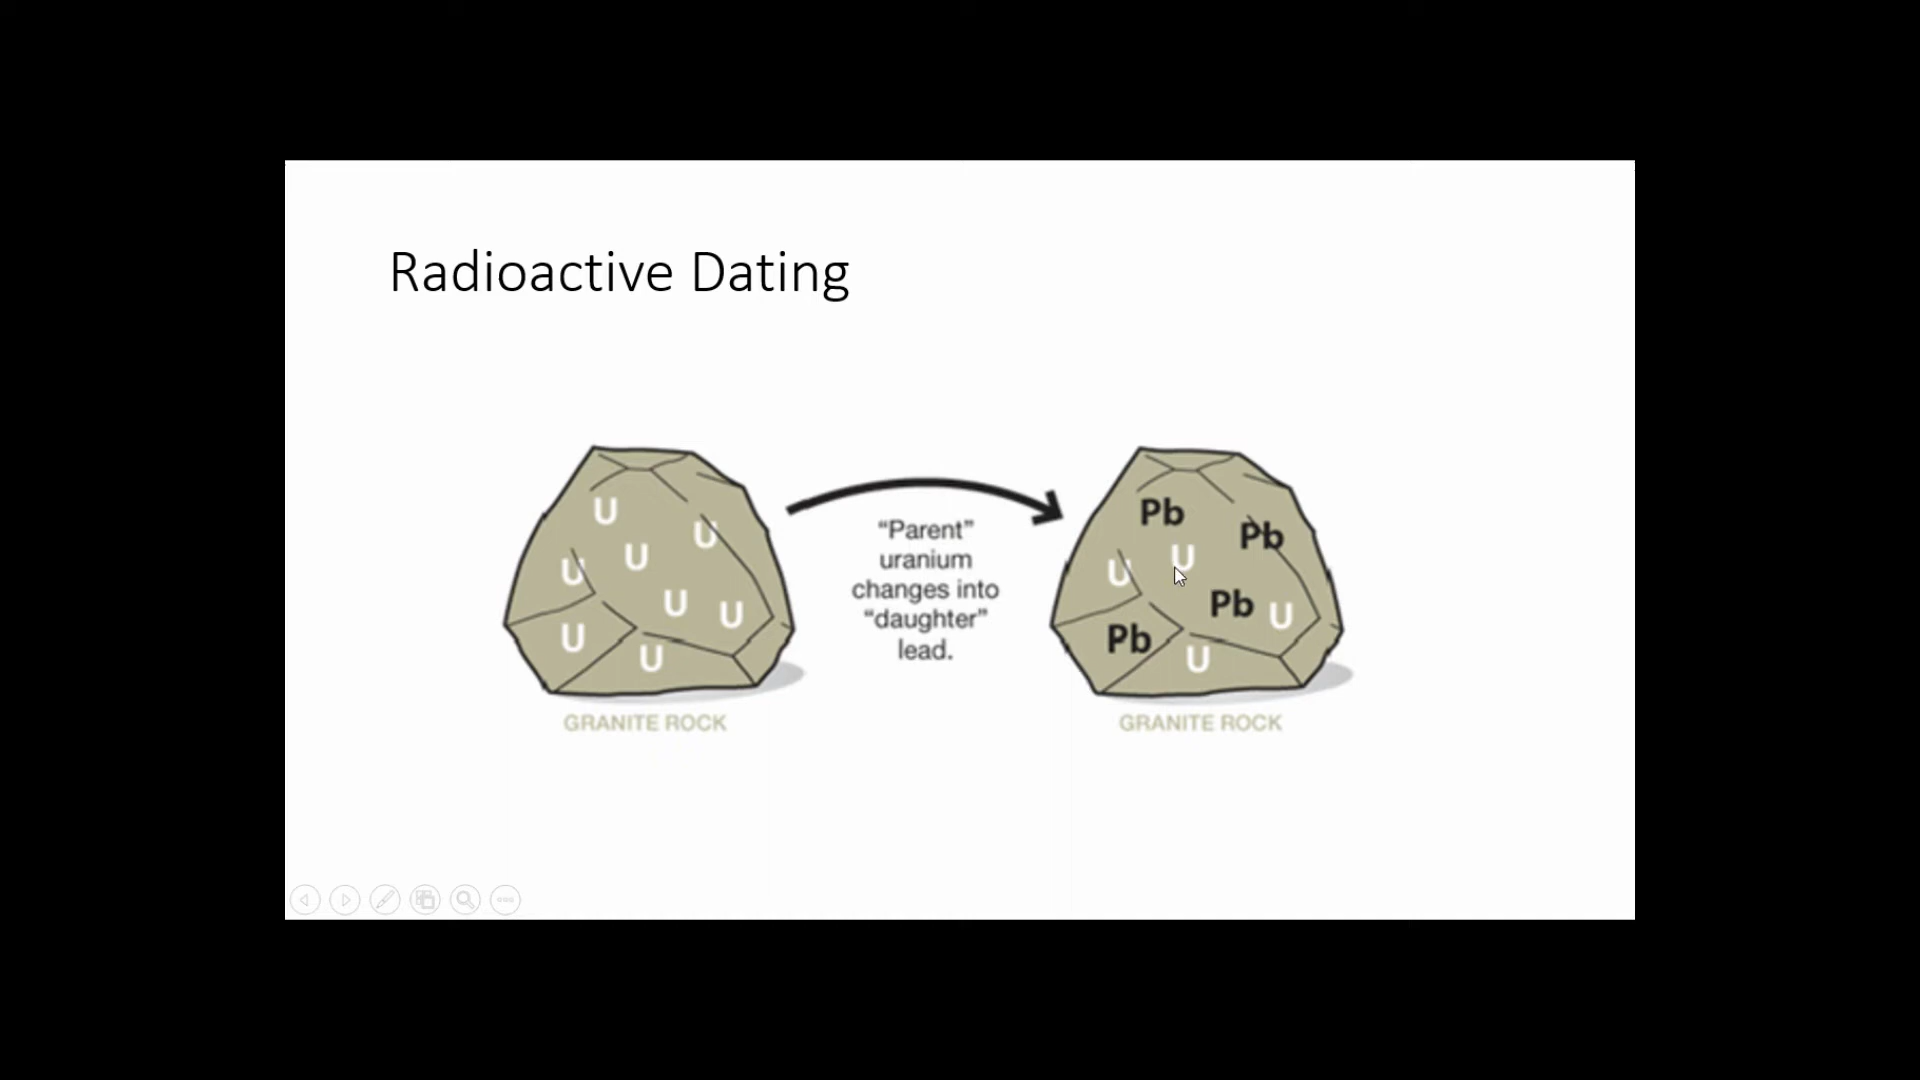 Radioactive Dating
U
U
U
U
U
U
U
U
GRANITE ROCK
“Parent”
uranium
changes into
“daughter”
lead.
Pb
Pb
U
U
Pb
U
Pb
U
GRANITE ROCK